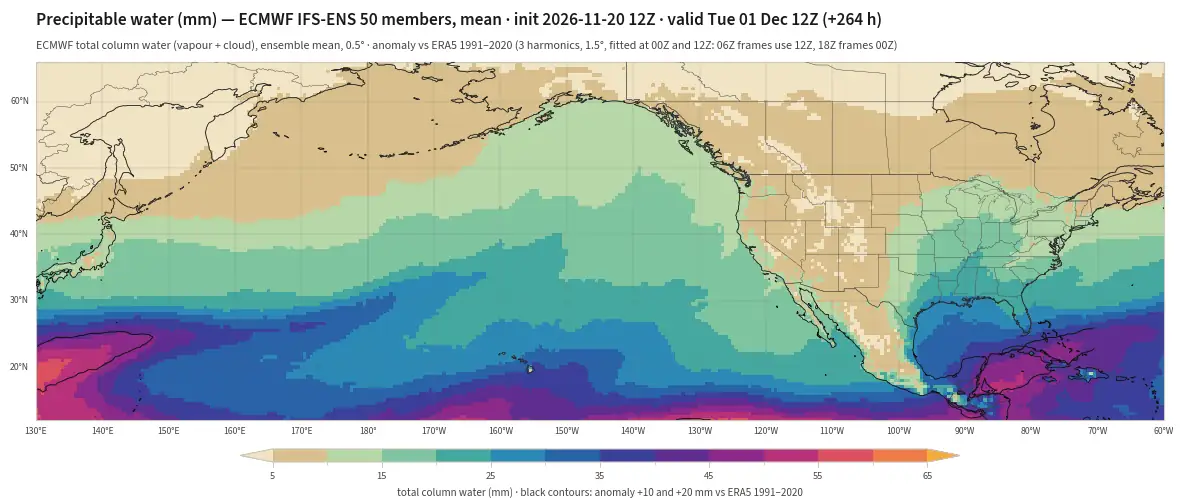 Precipitable water (mm) — ECMWF IFS-ENS 50 members, mean · init 2026-11-20 12Z · valid Tue 01 Dec 12Z (+264 h)
ECMWF total column water (vapour + cloud), ensemble mean, 0.5° · anomaly vs ERA5 1991–2020 (3 harmonics, 1.5°, fitted at 00Z and 12Z: 06Z frames use 12Z, 18Z frames 00Z)
60°N
50°N
40°N
30°N
20°N
130°E 140°E 150°E 160°E 170°E 180° 170°W 160°W 150°W 140°W 130°W 120°W 110°W 100°W 90°W 80°W 70°W 60°W
5 15 25 35 45 55 65
total column water (mm) · black contours: anomaly +10 and +20 mm vs ERA5 1991–2020